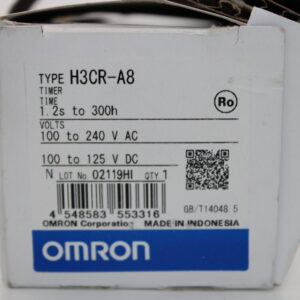 TYPE H3CR-A8
TIMER
TIME
1.2s to 300h
Ro
VOLTS
100 to 240 V AC
100 to 125 V DC
N LOT No. 02119HI QTY. 1
4 548583 553316
GB/T14048.5
OMRON Corporation MADE IN INDONESIA
OMRON